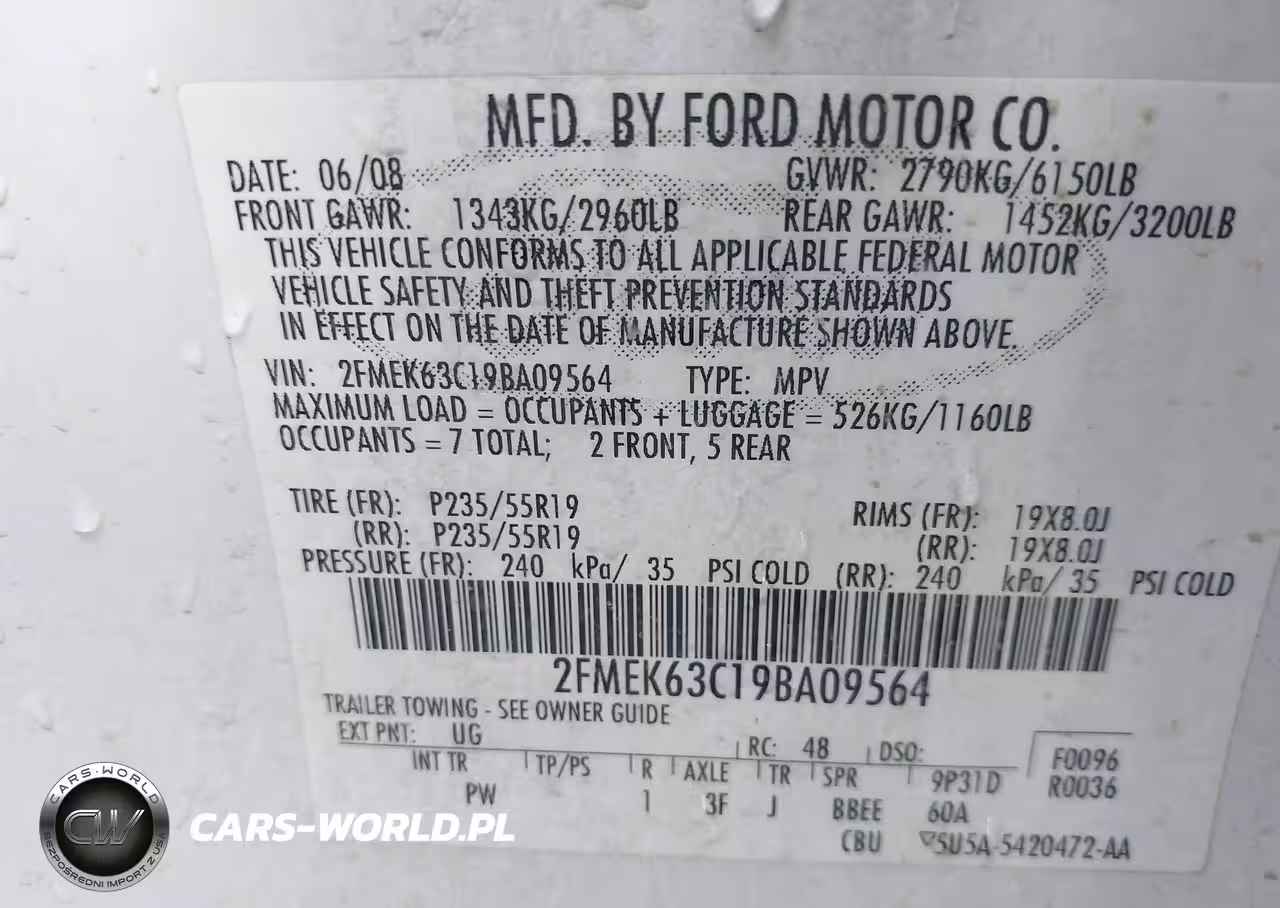 MFD. BY FORD MOTOR CO.
DATE: 06/08 GVWR: 2790KG/6150LB
FRONT GAWR: 1343KG/2960LB REAR GAWR: 1452KG/3200LB
THIS VEHICLE CONFORMS TO ALL APPLICABLE FEDERAL MOTOR
VEHICLE SAFETY AND THEFT PREVENTION STANDARDS
IN EFFECT ON THE DATE OF MANUFACTURE SHOWN ABOVE.
VIN: 2FMEK63C19BA09564 TYPE: MPV
MAXIMUM LOAD = OCCUPANTS + LUGGAGE = 526KG/1160LB
OCCUPANTS = 7 TOTAL; 2 FRONT, 5 REAR
TIRE (FR): P235/55R19 RIMS (FR): 19X8.0J
(RR): P235/55R19 (RR): 19X8.0J
PRESSURE (FR): 240 kPa/ 35 PSI COLD (RR): 240 kPa/ 35 PSI COLD
2FMEK63C19BA09564
TRAILER TOWING - SEE OWNER GUIDE
EXT PNT: UG RC: 48 DSO: F0096
INT TR TP/PS R AXLE TR SPR 9P31D R0036
PW 1 3F J BBEE 60A
CBU 5U5A-5420472-AA
CARS-WORLD
CW
BEZPOŚREDNI IMPORT Z USA
CARS-WORLD.PL